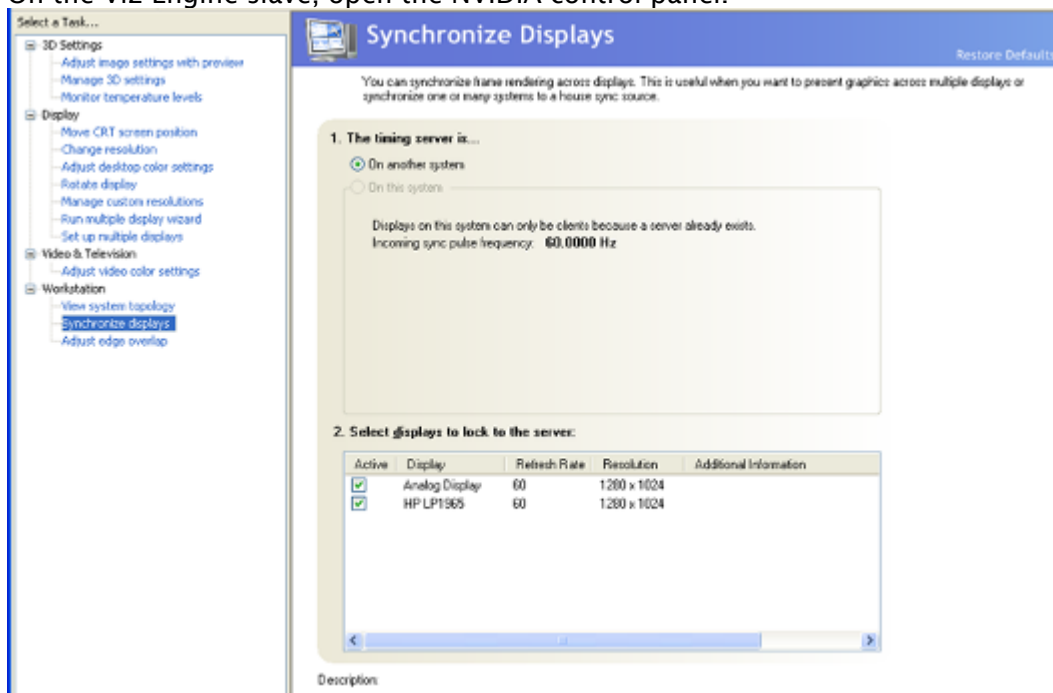 On the Viz Engine slave, open the NVIDIA control panel.
Select a Task...
3D Settings
Adjust image settings with preview
Manage 3D settings
Monitor temperature levels
Display
Move CRT screen position
Change resolution
Adjust desktop color settings
Rotate display
Manage custom resolutions
Run multiple display wizard
Set up multiple displays
Video & Television
Adjust video color settings
Workstation
View system topology
Synchronize displays
Adjust edge overlap
Synchronize Displays
Restore Defaults
You can synchronize frame rendering across displays. This is useful when you want to present graphics across multiple displays or
synchronize one or many systems to a house sync source.
1. The timing server is...
On another system
On this system
Displays on this system can only be clients because a server already exists.
Incoming sync pulse frequency: 60.0000 Hz
2. Select displays to lock to the server:
Active Display Refresh Rate Resolution Additional Information
Analog Display 60 1280 x 1024
HP LP1965 60 1280 x 1024
Description: